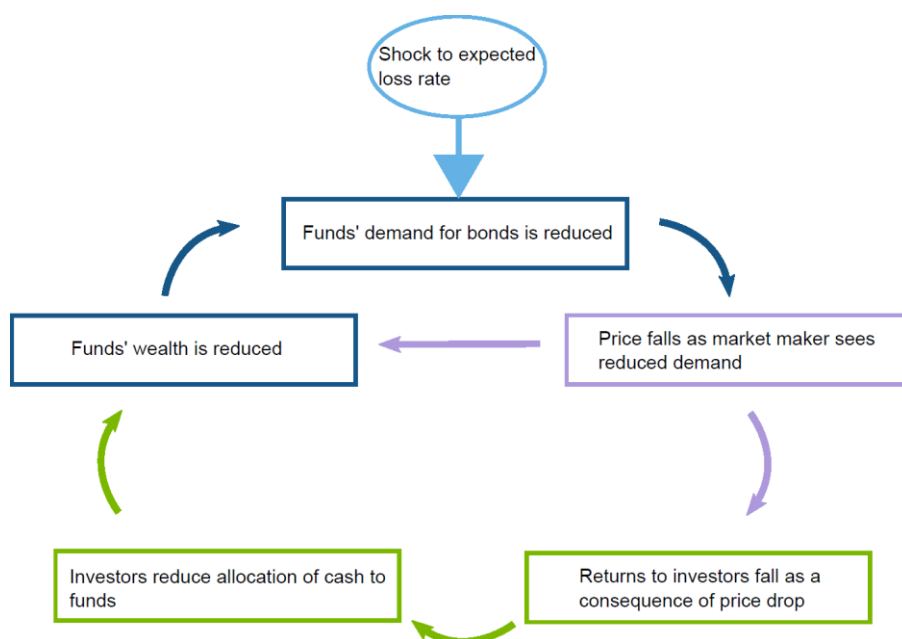 Shock to expected
loss rate
Funds' demand for bonds is reduced
Funds' wealth is reduced
Price falls as market maker sees
reduced demand
Investors reduce allocation of cash to
funds
Returns to investors fall as a
consequence of price drop